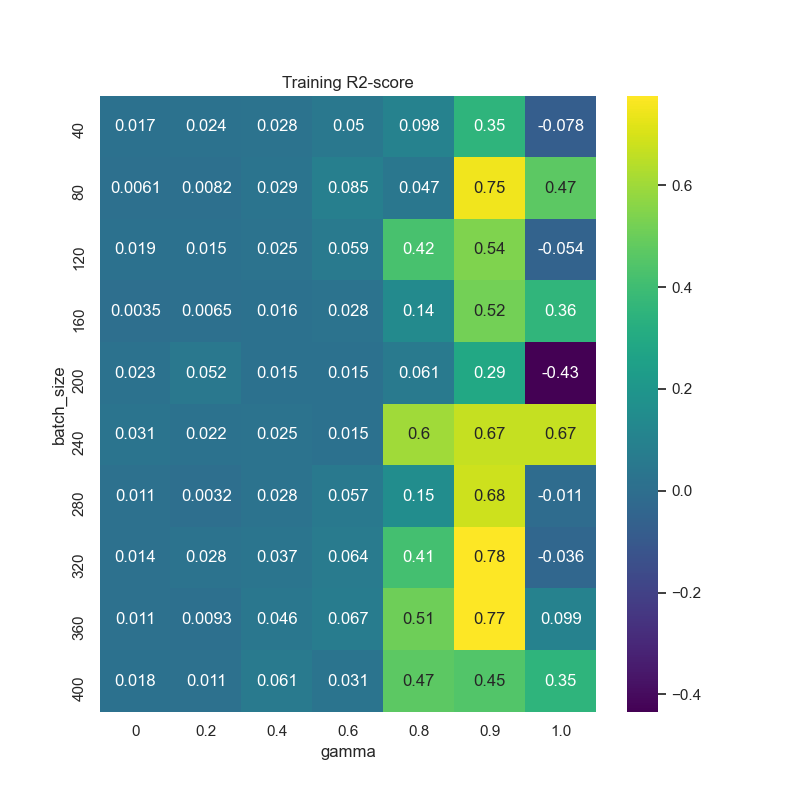 Training R2-score
40 0.017 0.024 0.028 0.05 0.098 0.35 -0.078
80 0.0061 0.0082 0.029 0.085 0.047 0.75 0.47
120 0.019 0.015 0.025 0.059 0.42 0.54 -0.054
160 0.0035 0.0065 0.016 0.028 0.14 0.52 0.36
200 0.023 0.052 0.015 0.015 0.061 0.29 -0.43
240 0.031 0.022 0.025 0.015 0.6 0.67 0.67
280 0.011 0.0032 0.028 0.057 0.15 0.68 -0.011
320 0.014 0.028 0.037 0.064 0.41 0.78 -0.036
360 0.011 0.0093 0.046 0.067 0.51 0.77 0.099
400 0.018 0.011 0.061 0.031 0.47 0.45 0.35
0 0.2 0.4 0.6 0.8 0.9 1.0
gamma
batch_size
0.6
0.4
0.2
0.0
−0.2
−0.4